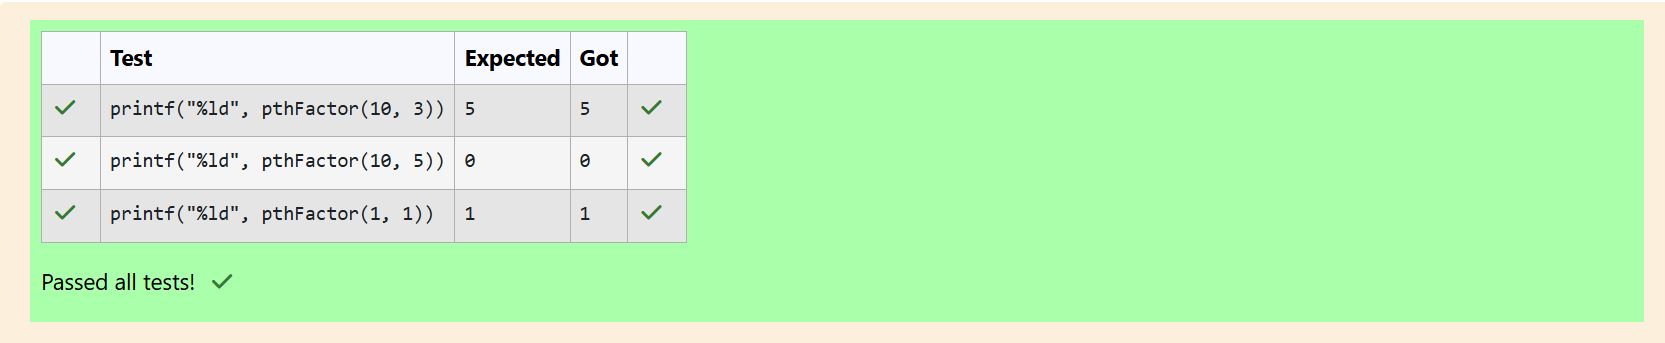 Test Expected Got
printf("%ld", pthFactor(10, 3)) 5 5
printf("%ld", pthFactor(10, 5)) 0 0
printf("%ld", pthFactor(1, 1)) 1 1
Passed all tests!